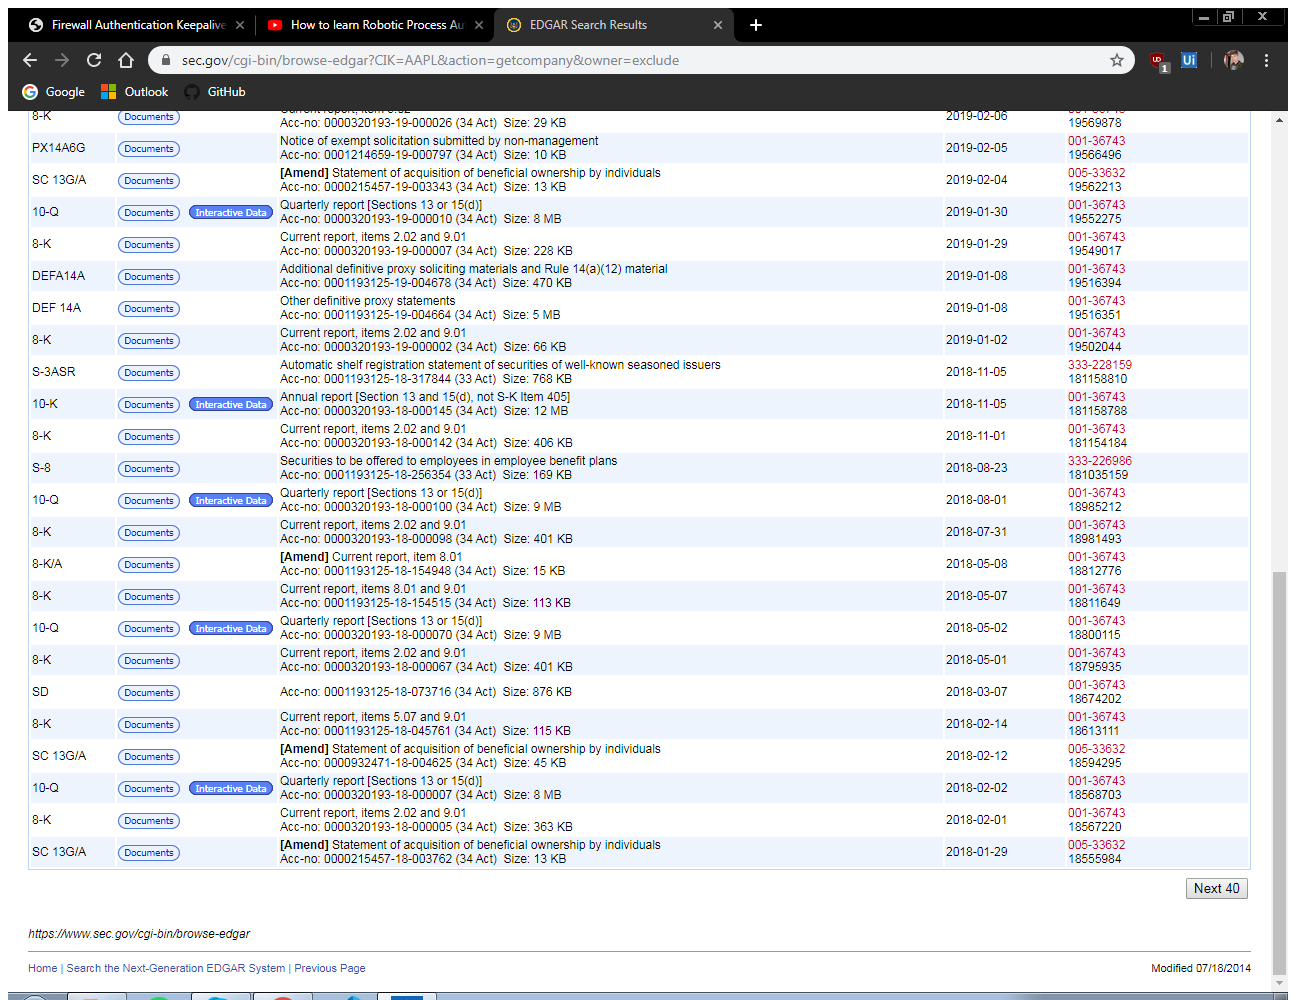 Firewall Authentication Keepalive
How to learn Robotic Process Au
EDGAR Search Results
sec.gov/cgi-bin/browse-edgar?CIK=AAPL&action=getcompany&owner=exclude
1
Ui
Google
Outlook
GitHub
8-K Documents 2019-02-06
Acc-no: 0000320193-19-000026 (34 Act) Size: 29 KB 19569878
PX14A6G Documents Notice of exempt solicitation submitted by non-management 2019-02-05 001-36743
Acc-no: 0001214659-19-000797 (34 Act) Size: 10 KB 19566496
SC 13G/A Documents [Amend] Statement of acquisition of beneficial ownership by individuals 2019-02-04 005-33632
Acc-no: 0000215457-19-003343 (34 Act) Size: 13 KB 19562213
10-Q Documents Interactive Data Quarterly report [Sections 13 or 15(d)] 2019-01-30 001-36743
Acc-no: 0000320193-19-000010 (34 Act) Size: 8 MB 19552275
8-K Documents Current report, items 2.02 and 9.01 2019-01-29 001-36743
Acc-no: 0000320193-19-000007 (34 Act) Size: 228 KB 19549017
DEFA14A Documents Additional definitive proxy soliciting materials and Rule 14(a)(12) material 2019-01-08 001-36743
Acc-no: 0001193125-19-004678 (34 Act) Size: 470 KB 19516394
DEF 14A Documents Other definitive proxy statements 2019-01-08 001-36743
Acc-no: 0001193125-19-004664 (34 Act) Size: 5 MB 19516351
8-K Documents Current report, items 2.02 and 9.01 2019-01-02 001-36743
Acc-no: 0000320193-19-000002 (34 Act) Size: 66 KB 19502044
S-3ASR Documents Automatic shelf registration statement of securities of well-known seasoned issuers 2018-11-05 333-228159
Acc-no: 0001193125-18-317844 (33 Act) Size: 768 KB 181158810
10-K Documents Interactive Data Annual report [Section 13 and 15(d), not S-K Item 405] 2018-11-05 001-36743
Acc-no: 0000320193-18-000145 (34 Act) Size: 12 MB 181158788
8-K Documents Current report, items 2.02 and 9.01 2018-11-01 001-36743
Acc-no: 0000320193-18-000142 (34 Act) Size: 406 KB 181154184
S-8 Documents Securities to be offered to employees in employee benefit plans 2018-08-23 333-226986
Acc-no: 0001193125-18-256354 (33 Act) Size: 169 KB 181035159
10-Q Documents Interactive Data Quarterly report [Sections 13 or 15(d)] 2018-08-01 001-36743
Acc-no: 0000320193-18-000100 (34 Act) Size: 9 MB 18985212
8-K Documents Current report, items 2.02 and 9.01 2018-07-31 001-36743
Acc-no: 0000320193-18-000098 (34 Act) Size: 401 KB 18981493
8-K/A Documents [Amend] Current report, item 8.01 2018-05-08 001-36743
Acc-no: 0001193125-18-154948 (34 Act) Size: 15 KB 18812776
8-K Documents Current report, items 8.01 and 9.01 2018-05-07 001-36743
Acc-no: 0001193125-18-154515 (34 Act) Size: 113 KB 18811649
10-Q Documents Interactive Data Quarterly report [Sections 13 or 15(d)] 2018-05-02 001-36743
Acc-no: 0000320193-18-000070 (34 Act) Size: 9 MB 18800115
8-K Documents Current report, items 2.02 and 9.01 2018-05-01 001-36743
Acc-no: 0000320193-18-000067 (34 Act) Size: 401 KB 18795935
SD Documents Acc-no: 0001193125-18-073716 (34 Act) Size: 876 KB 2018-03-07 001-36743
18674202
8-K Documents Current report, items 5.07 and 9.01 2018-02-14 001-36743
Acc-no: 0001193125-18-045761 (34 Act) Size: 115 KB 18613111
SC 13G/A Documents [Amend] Statement of acquisition of beneficial ownership by individuals 2018-02-12 005-33632
Acc-no: 0000932471-18-004625 (34 Act) Size: 45 KB 18594295
10-Q Documents Interactive Data Quarterly report [Sections 13 or 15(d)] 2018-02-02 001-36743
Acc-no: 0000320193-18-000007 (34 Act) Size: 8 MB 18568703
8-K Documents Current report, items 2.02 and 9.01 2018-02-01 001-36743
Acc-no: 0000320193-18-000005 (34 Act) Size: 363 KB 18567220
SC 13G/A Documents [Amend] Statement of acquisition of beneficial ownership by individuals 2018-01-29 005-33632
Acc-no: 0000215457-18-003762 (34 Act) Size: 13 KB 18555984
Next 40
https://www.sec.gov/cgi-bin/browse-edgar
Home | Search the Next-Generation EDGAR System | Previous Page
Modified 07/18/2014